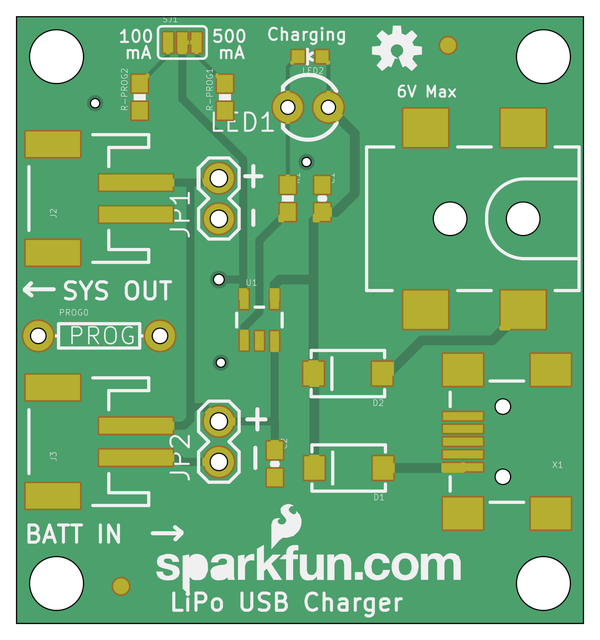 SJ1
100 mA
500 mA
Charging
LED2
R-PROG2
R-PROG1
LED1
6V Max
J2
JP1
+
-
SYS OUT
U1
PROG0
PROG
D2
J3
JP2
+
-
D1
X1
BATT IN
sparkfun.com
LiPo USB Charger